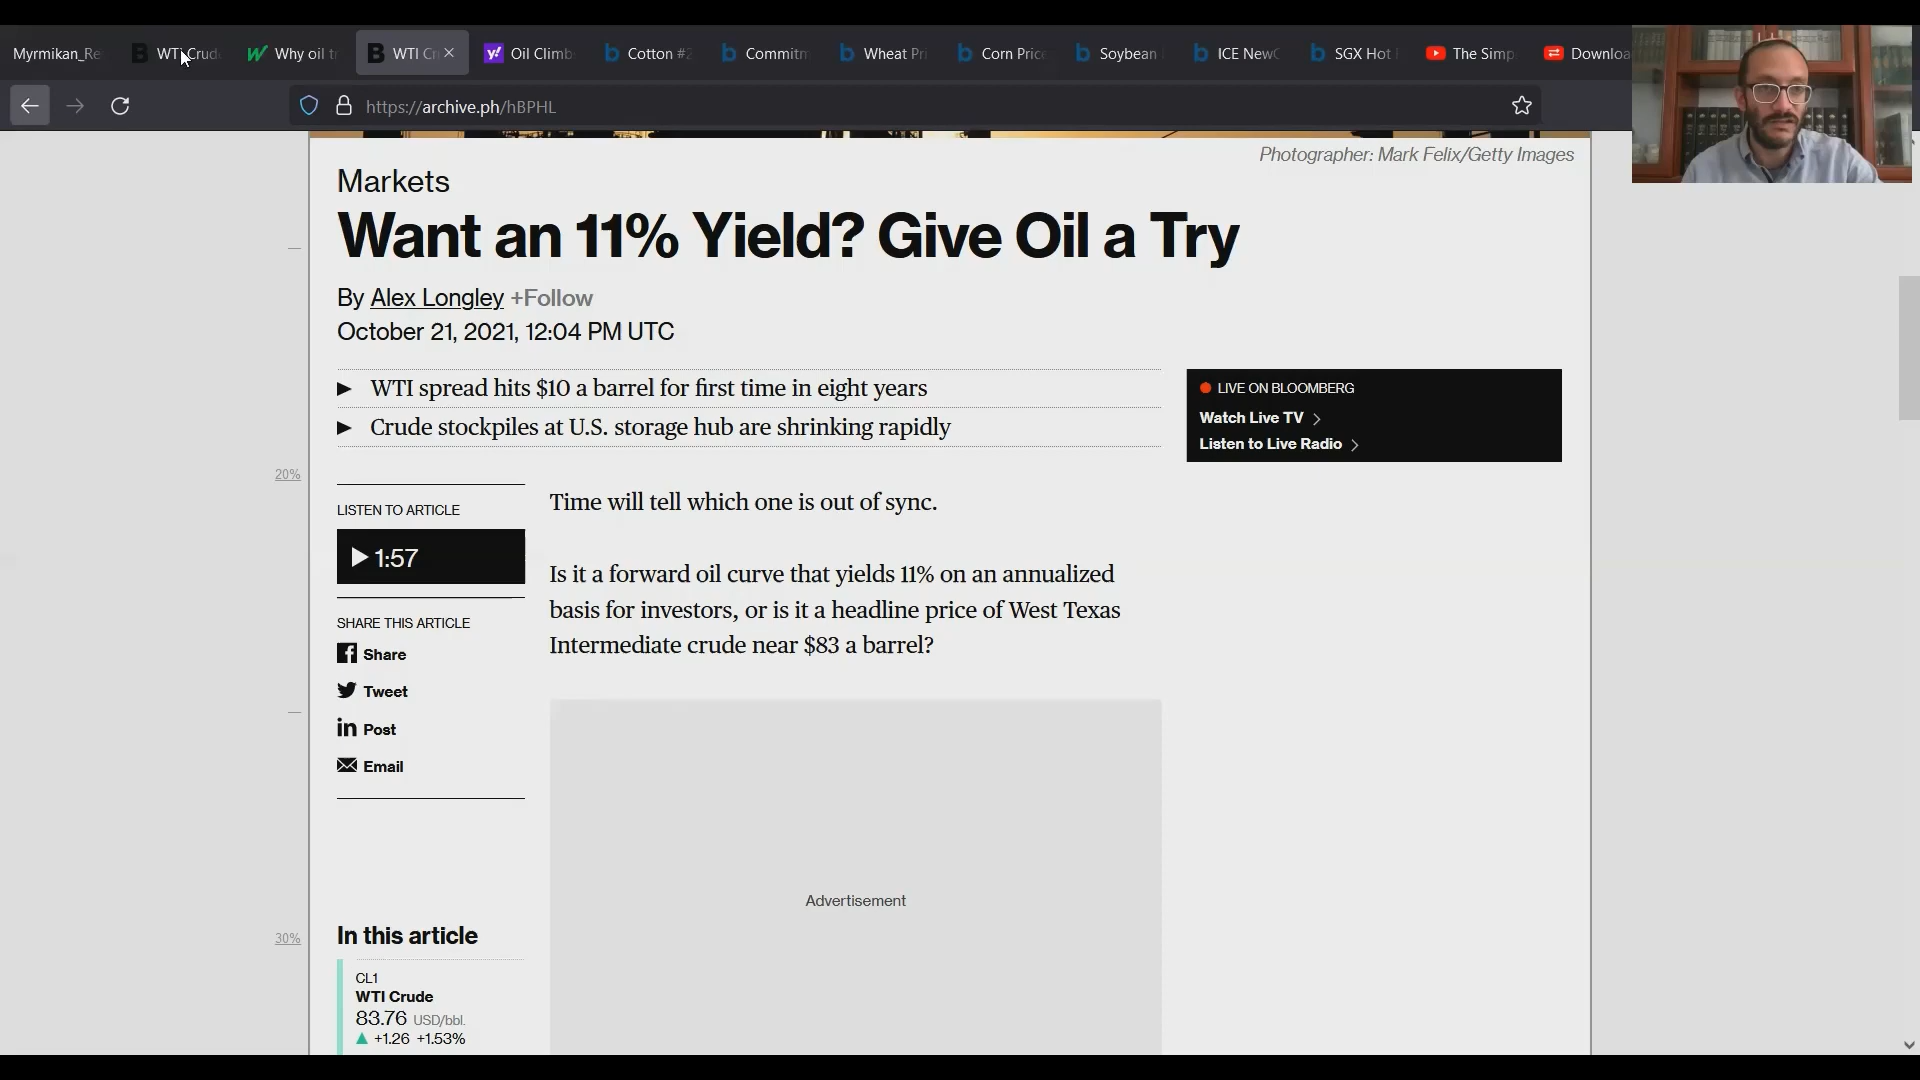 Myrmikan_Re
WTI Crud
Why oil tr
WTI Cr
Oil Climb
Cotton #2
Commitm
Wheat Pri
Corn Price
Soybean
ICE NewC
SGX Hot
The Simp
Downloa
https://archive.ph/hBPHL
Photographer: Mark Felix/Getty Images
Markets
Want an 11% Yield? Give Oil a Try
By Alex Longley +Follow
October 21, 2021, 12:04 PM UTC
WTI spread hits $10 a barrel for first time in eight years
Crude stockpiles at U.S. storage hub are shrinking rapidly
LIVE ON BLOOMBERG
Watch Live TV
Listen to Live Radio
20%
LISTEN TO ARTICLE
1:57
SHARE THIS ARTICLE
Share
Tweet
Post
Email
Time will tell which one is out of sync.
Is it a forward oil curve that yields 11% on an annualized
basis for investors, or is it a headline price of West Texas
Intermediate crude near $83 a barrel?
Advertisement
30%
In this article
CL1
WTI Crude
83.76 USD/bbl.
+1.26 +1.53%